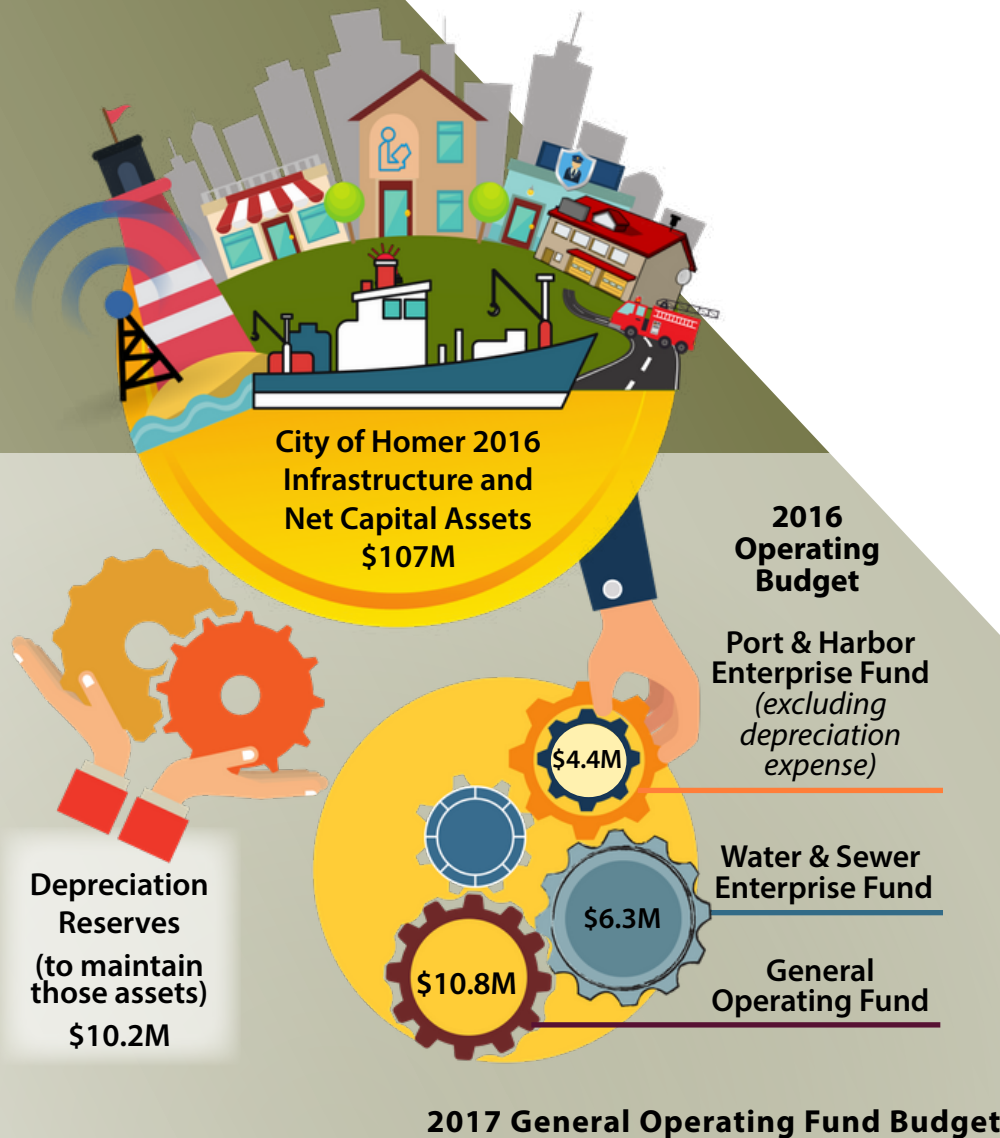 City of Homer 2016
Infrastructure and
Net Capital Assets
$107M
2016
Operating
Budget
Port & Harbor
Enterprise Fund
(excluding
depreciation
expense)
$4.4M
Water & Sewer
Enterprise Fund
$6.3M
General
Operating Fund
$10.8M
Depreciation
Reserves
(to maintain
those assets)
$10.2M
2017 General Operating Fund Budget